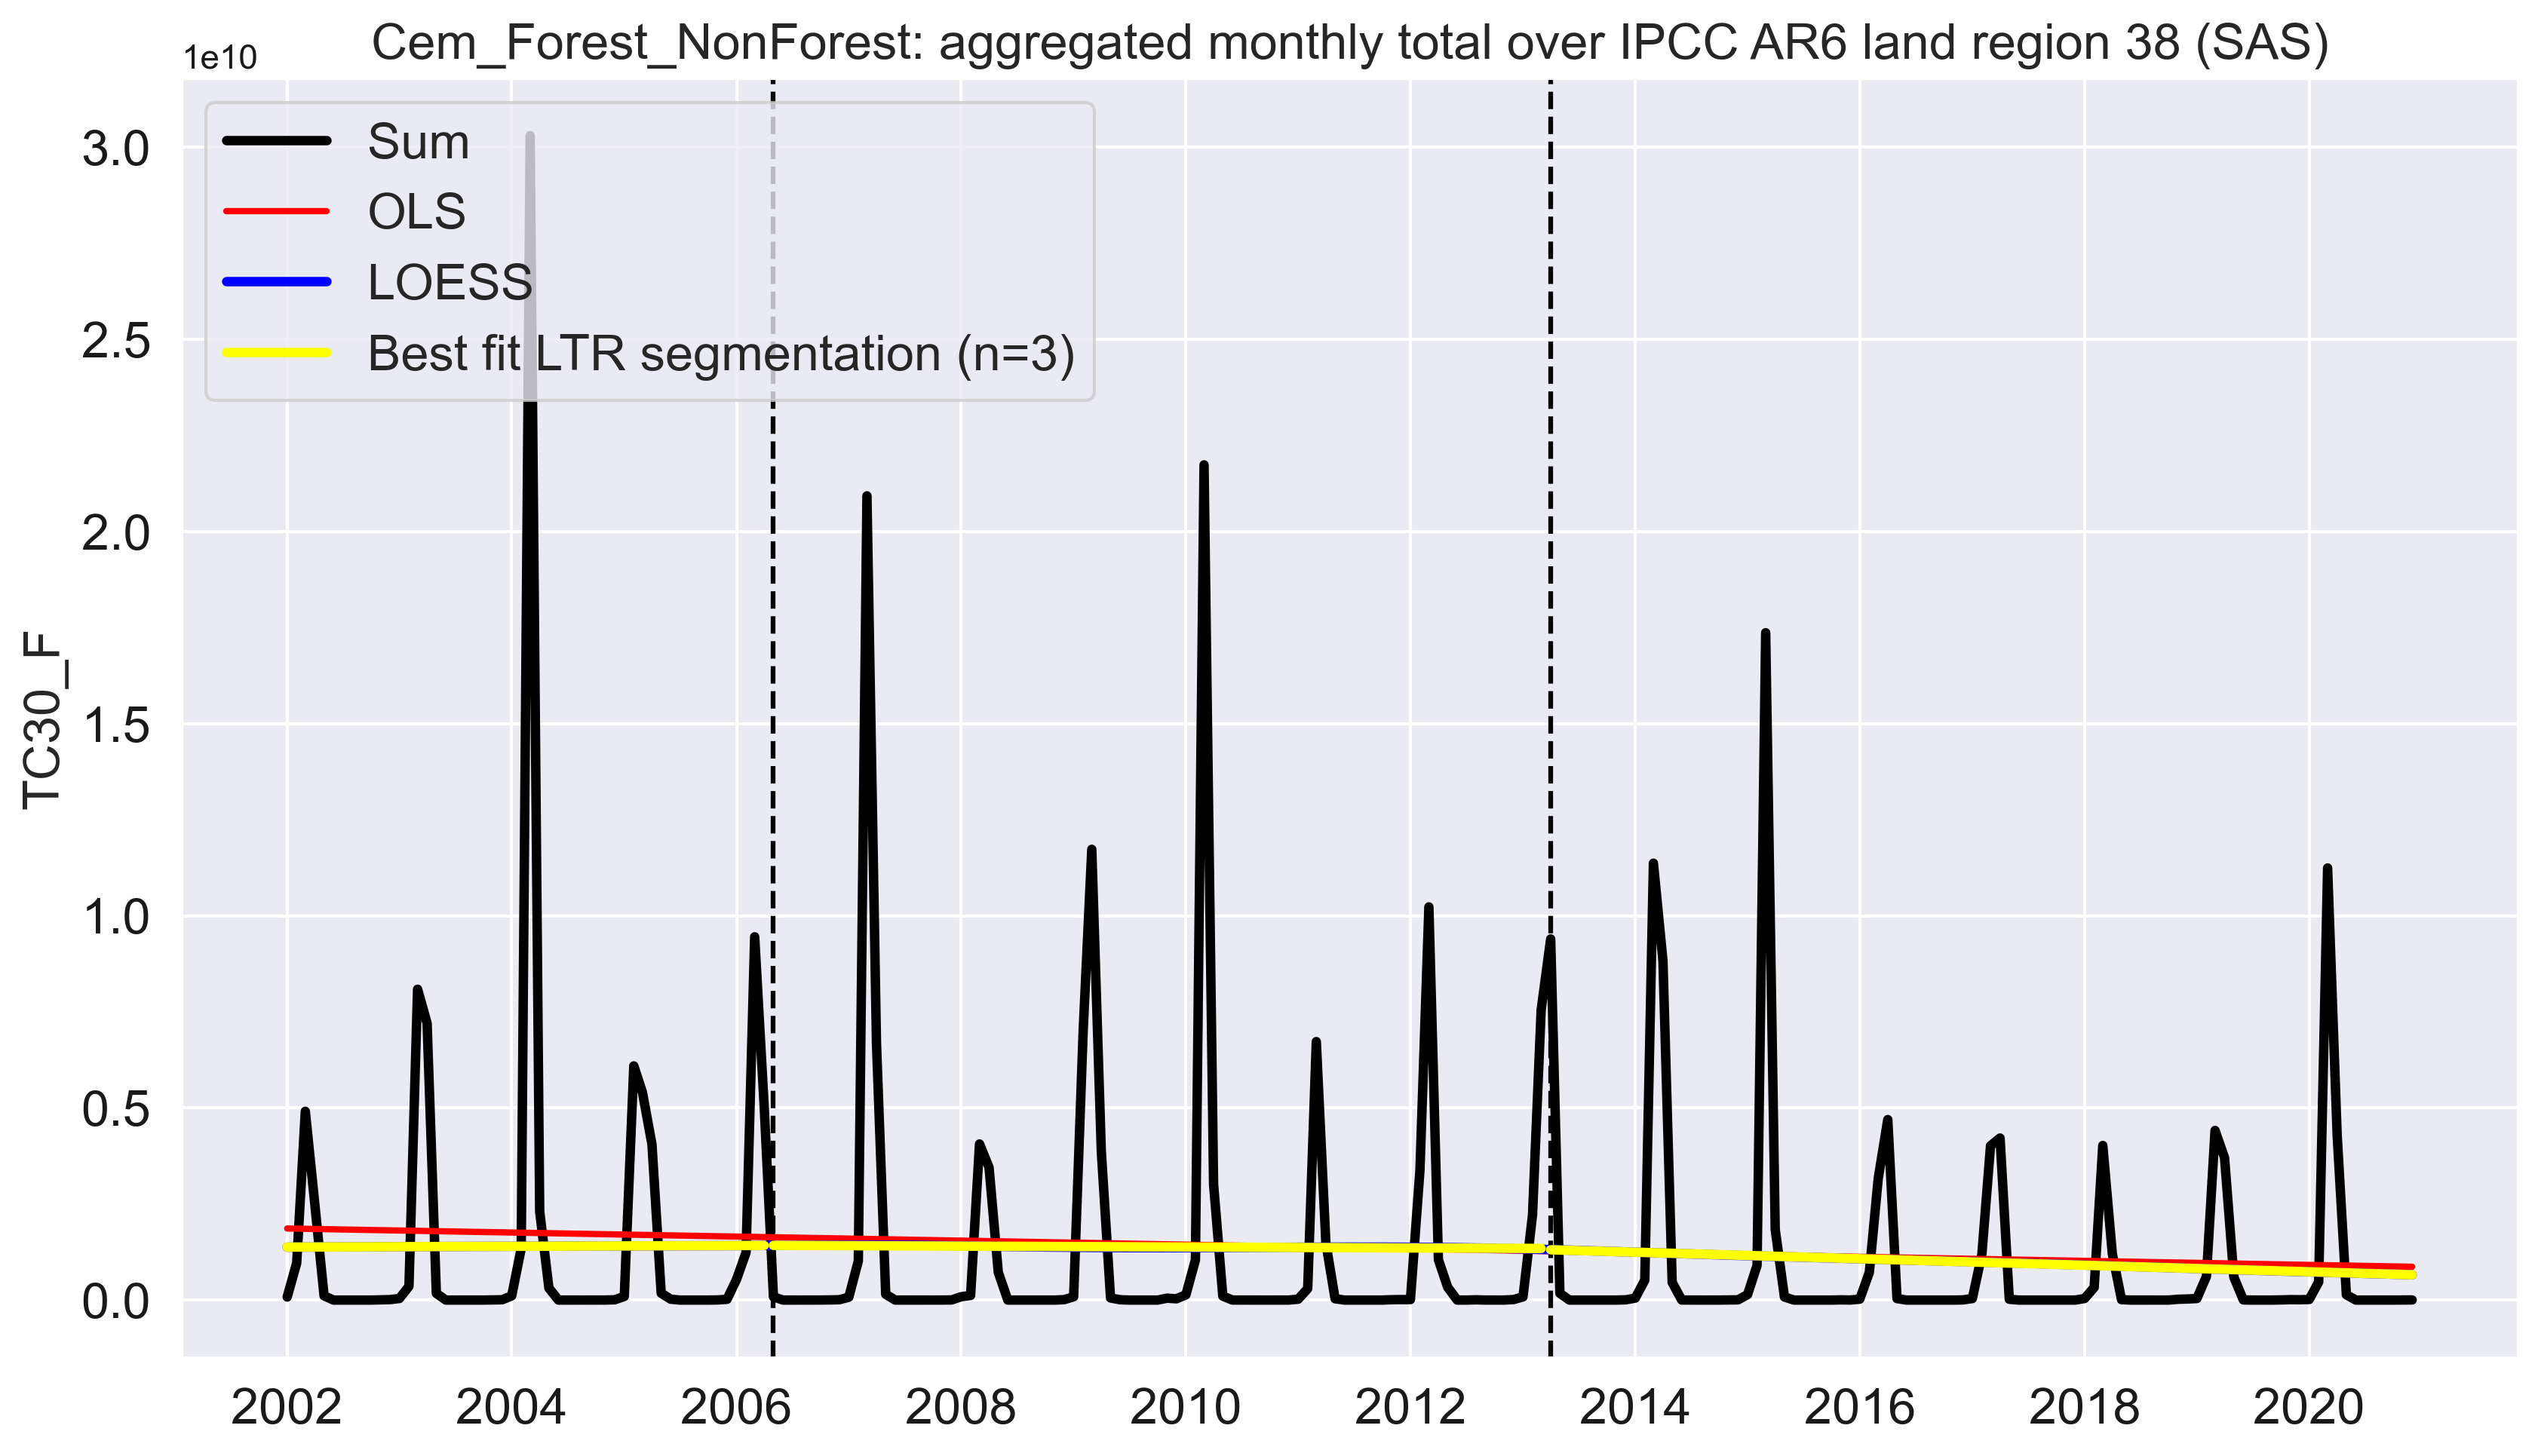 Cem_Forest_NonForest: aggregated monthly total over IPCC AR6 land region 38 (SAS)
1e10
Sum
OLS
LOESS
Best fit LTR segmentation (n=3)
3.0
2.5
2.0
1.5
1.0
0.5
0.0
TC30_F
2002 2004 2006 2008 2010 2012 2014 2016 2018 2020